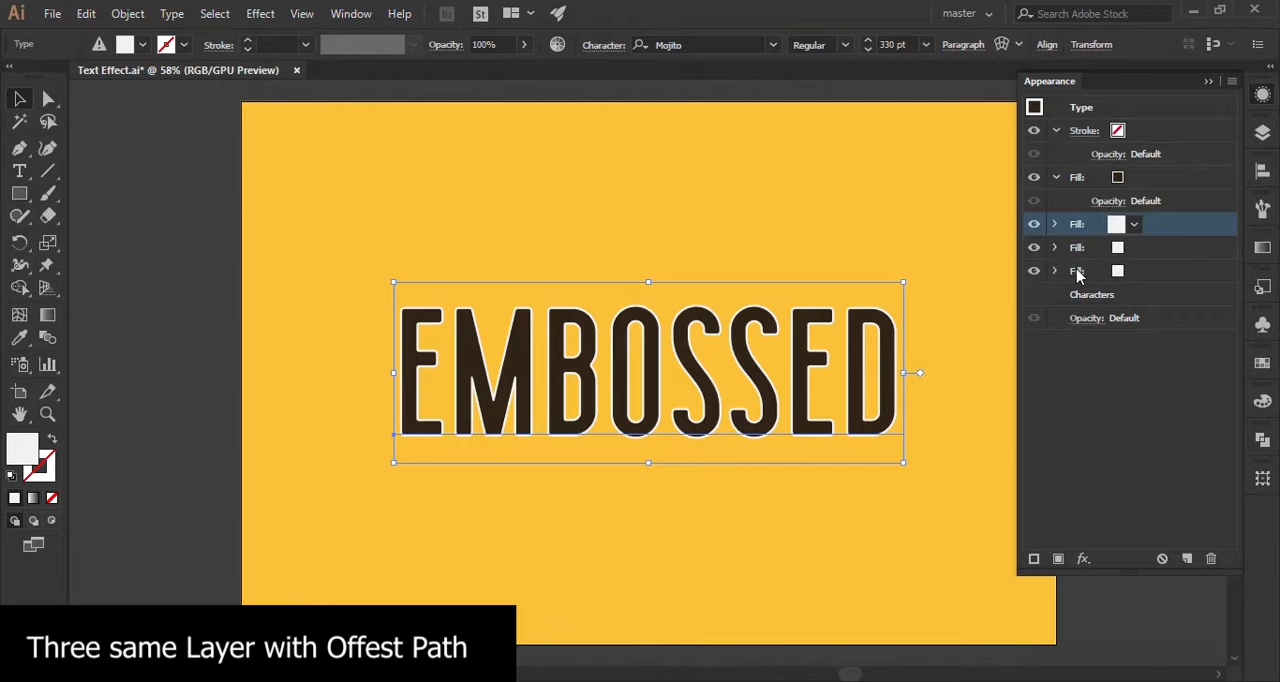 Ai File Edit Object Type Select Effect View Window Help Br St master Search Adobe Stock
Type Stroke: Opacity: 100% Character: Mojito Regular 330 pt Paragraph Align Transform
Text Effect.ai* @ 58% (RGB/GPU Preview)
Appearance
Type
Stroke:
Opacity: Default
Fill:
Opacity: Default
Fill:
Fill:
Characters
Opacity: Default
EMBOSSED
Three same Layer with Offest Path